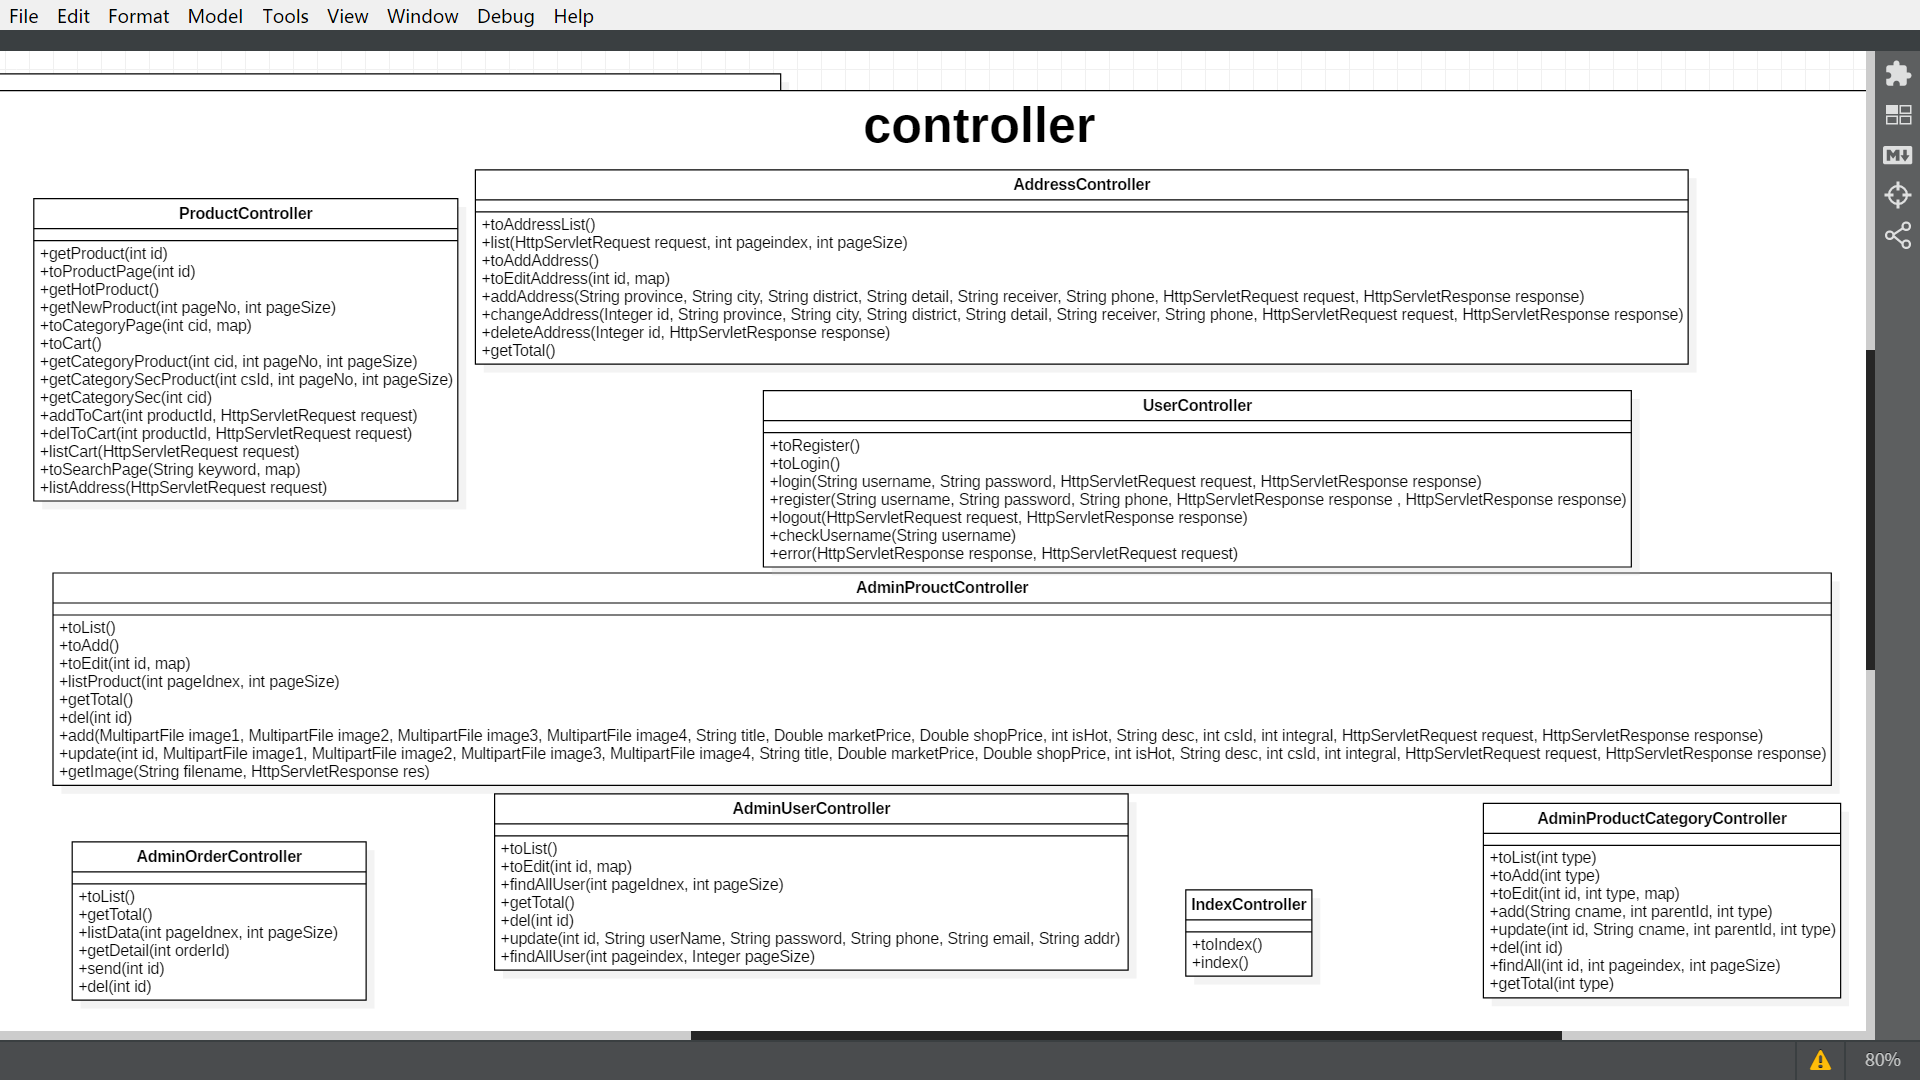 File Edit Format Model Tools View Window Debug Help
controller
ProductController
+getProduct(int id)
+toProductPage(int id)
+getHotProduct()
+getNewProduct(int pageNo, int pageSize)
+toCategoryPage(int cid, map)
+toCart()
+getCategoryProduct(int cid, int pageNo, int pageSize)
+getCategorySecProduct(int csId, int pageNo, int pageSize)
+getCategorySec(int cid)
+addToCart(int productId, HttpServletRequest request)
+delToCart(int productId, HttpServletRequest request)
+listCart(HttpServletRequest request)
+toSearchPage(String keyword, map)
+listAddress(HttpServletRequest request)
AddressController
+toAddressList()
+list(HttpServletRequest request, int pageindex, int pageSize)
+toAddAddress()
+toEditAddress(int id, map)
+addAddress(String province, String city, String district, String detail, String receiver, String phone, HttpServletRequest request, HttpServletResponse response)
+changeAddress(Integer id, String province, String city, String district, String detail, String receiver, String phone, HttpServletRequest request, HttpServletResponse response)
+deleteAddress(Integer id, HttpServletResponse response)
+getTotal()
UserController
+toRegister()
+toLogin()
+login(String username, String password, HttpServletRequest request, HttpServletResponse response)
+register(String username, String password, String phone, HttpServletResponse response , HttpServletResponse response)
+logout(HttpServletRequest request, HttpServletResponse response)
+checkUsername(String username)
+error(HttpServletResponse response, HttpServletRequest request)
AdminProuctController
+toList()
+toAdd()
+toEdit(int id, map)
+listProduct(int pageIdnex, int pageSize)
+getTotal()
+del(int id)
+add(MultipartFile image1, MultipartFile image2, MultipartFile image3, MultipartFile image4, String title, Double marketPrice, Double shopPrice, int isHot, String desc, int csId, int integral, HttpServletRequest request, HttpServletResponse response)
+update(int id, MultipartFile image1, MultipartFile image2, MultipartFile image3, MultipartFile image4, String title, Double marketPrice, Double shopPrice, int isHot, String desc, int csId, int integral, HttpServletRequest request, HttpServletResponse response)
+getImage(String filename, HttpServletResponse res)
AdminOrderController
+toList()
+getTotal()
+listData(int pageIdnex, int pageSize)
+getDetail(int orderId)
+send(int id)
+del(int id)
AdminUserController
+toList()
+toEdit(int id, map)
+findAllUser(int pageIdnex, int pageSize)
+getTotal()
+del(int id)
+update(int id, String userName, String password, String phone, String email, String addr)
+findAllUser(int pageindex, Integer pageSize)
IndexController
+toIndex()
+index()
AdminProductCategoryController
+toList(int type)
+toAdd(int type)
+toEdit(int id, int type, map)
+add(String cname, int parentId, int type)
+update(int id, String cname, int parentId, int type)
+del(int id)
+findAll(int id, int pageindex, int pageSize)
+getTotal(int type)
80%